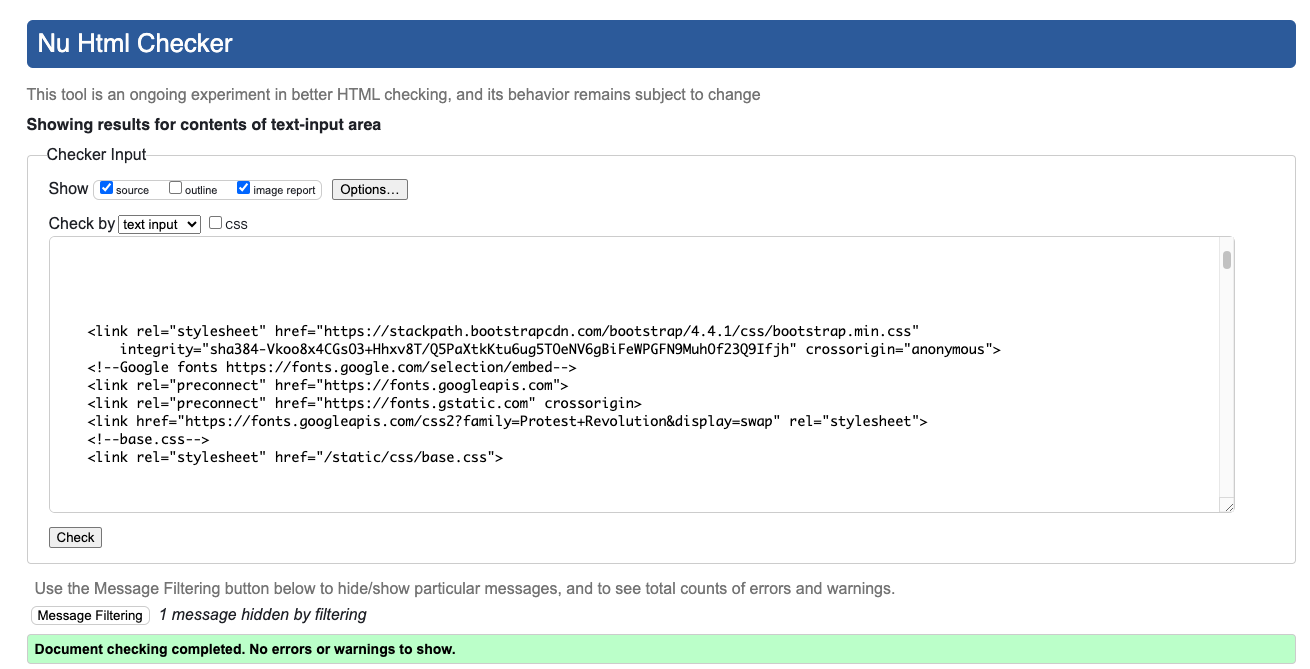 Nu Html Checker
This tool is an ongoing experiment in better HTML checking, and its behavior remains subject to change
Showing results for contents of text-input area
Checker Input
Show source outline image report Options...
Check by text input CSS
<link rel="stylesheet" href="https://stackpath.bootstrapcdn.com/bootstrap/4.4.1/css/bootstrap.min.css"
integrity="sha384-Vkoo8x4CGsO3+Hhxv8T/Q5PaXtkKtu6ug5TOeNV6gBiFeWPGFN9MuhOf23Q9Ifjh" crossorigin="anonymous">
<!--Google fonts https://fonts.google.com/selection/embed-->
<link rel="preconnect" href="https://fonts.googleapis.com">
<link rel="preconnect" href="https://fonts.gstatic.com" crossorigin>
<link href="https://fonts.googleapis.com/css2?family=Protest+Revolution&display=swap" rel="stylesheet">
<!--base.css-->
<link rel="stylesheet" href="/static/css/base.css">
Check
Use the Message Filtering button below to hide/show particular messages, and to see total counts of errors and warnings.
Message Filtering 1 message hidden by filtering
Document checking completed. No errors or warnings to show.